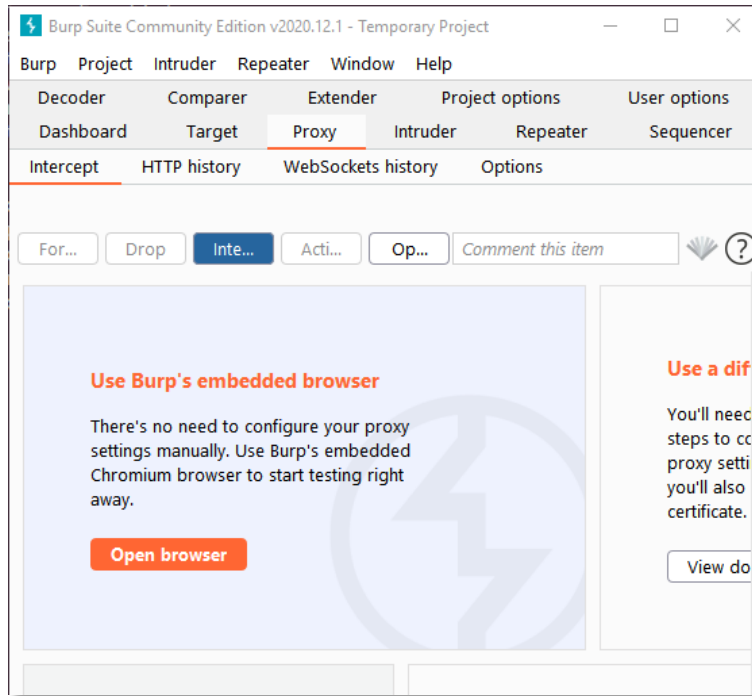 Burp Suite Community Edition v2020.12.1 - Temporary Project
Burp Project Intruder Repeater Window Help
Decoder Comparer Extender Project options User options
Dashboard Target Proxy Intruder Repeater Sequencer
Intercept HTTP history WebSockets history Options
For... Drop Inte... Acti... Op... Comment this item ?
Use Burp's embedded browser
There's no need to configure your proxy
settings manually. Use Burp's embedded
Chromium browser to start testing right
away.
Open browser
Use a dif
You'll need
steps to co
proxy setti
you'll also
certificate.
View do